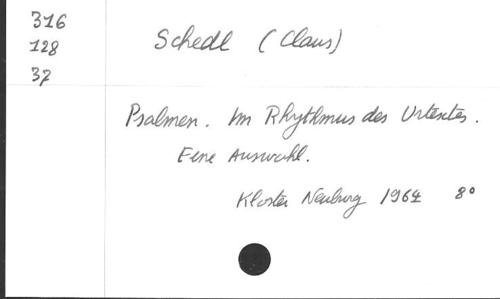 316
128
37
Schedl (Claus)
Psalmen. Im Rhythmus des Urtextes.
Eine Auswahl.
Kloster Neuburg 1964 8°